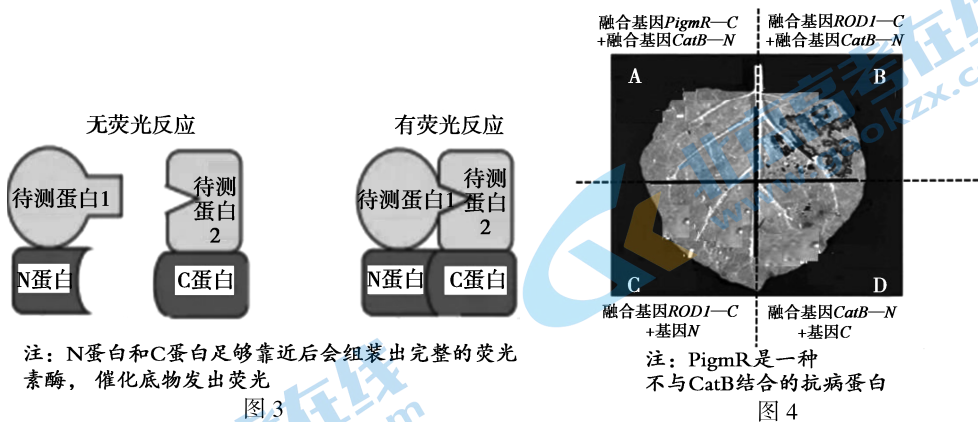 无荧光反应
有荧光反应
待测蛋白1
待测
蛋白
2
N蛋白
C蛋白
待测蛋白1
待测
蛋白
2
N蛋白
C蛋白
注：N蛋白和C蛋白足够靠近后会组装出完整的荧光
素酶，催化底物发出荧光
图 3
融合基因PigmR—C
+融合基因CatB—N
融合基因ROD1—C
+融合基因CatB—N
A
B
C
D
融合基因ROD1—C
+基因N
融合基因CatB—N
+基因C
注：PigmR是一种
不与CatB结合的抗病蛋白
图 4